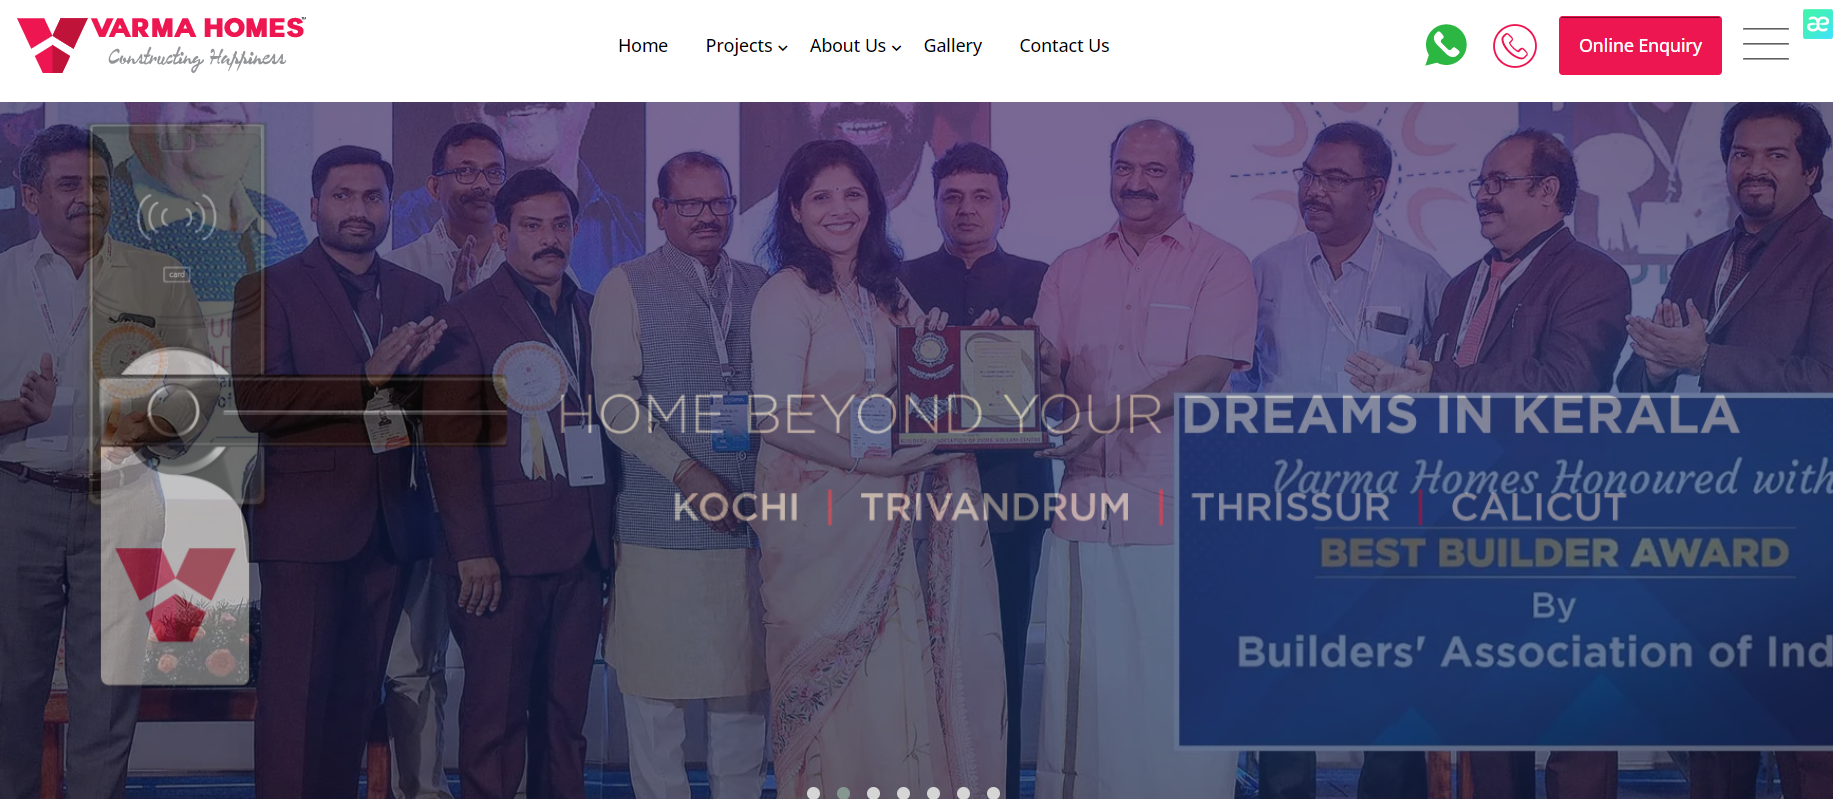 VARMA HOMES
Constructing Happiness
Home
Projects
About Us
Gallery
Contact Us
Online Enquiry
æ
card
HOME BEYOND YOUR DREAMS IN KERALA
Varma Homes Honoured with
KOCHI | TRIVANDRUM | THRISSUR | CALICUT
BEST BUILDER AWARD
By
Builders' Association of Ind